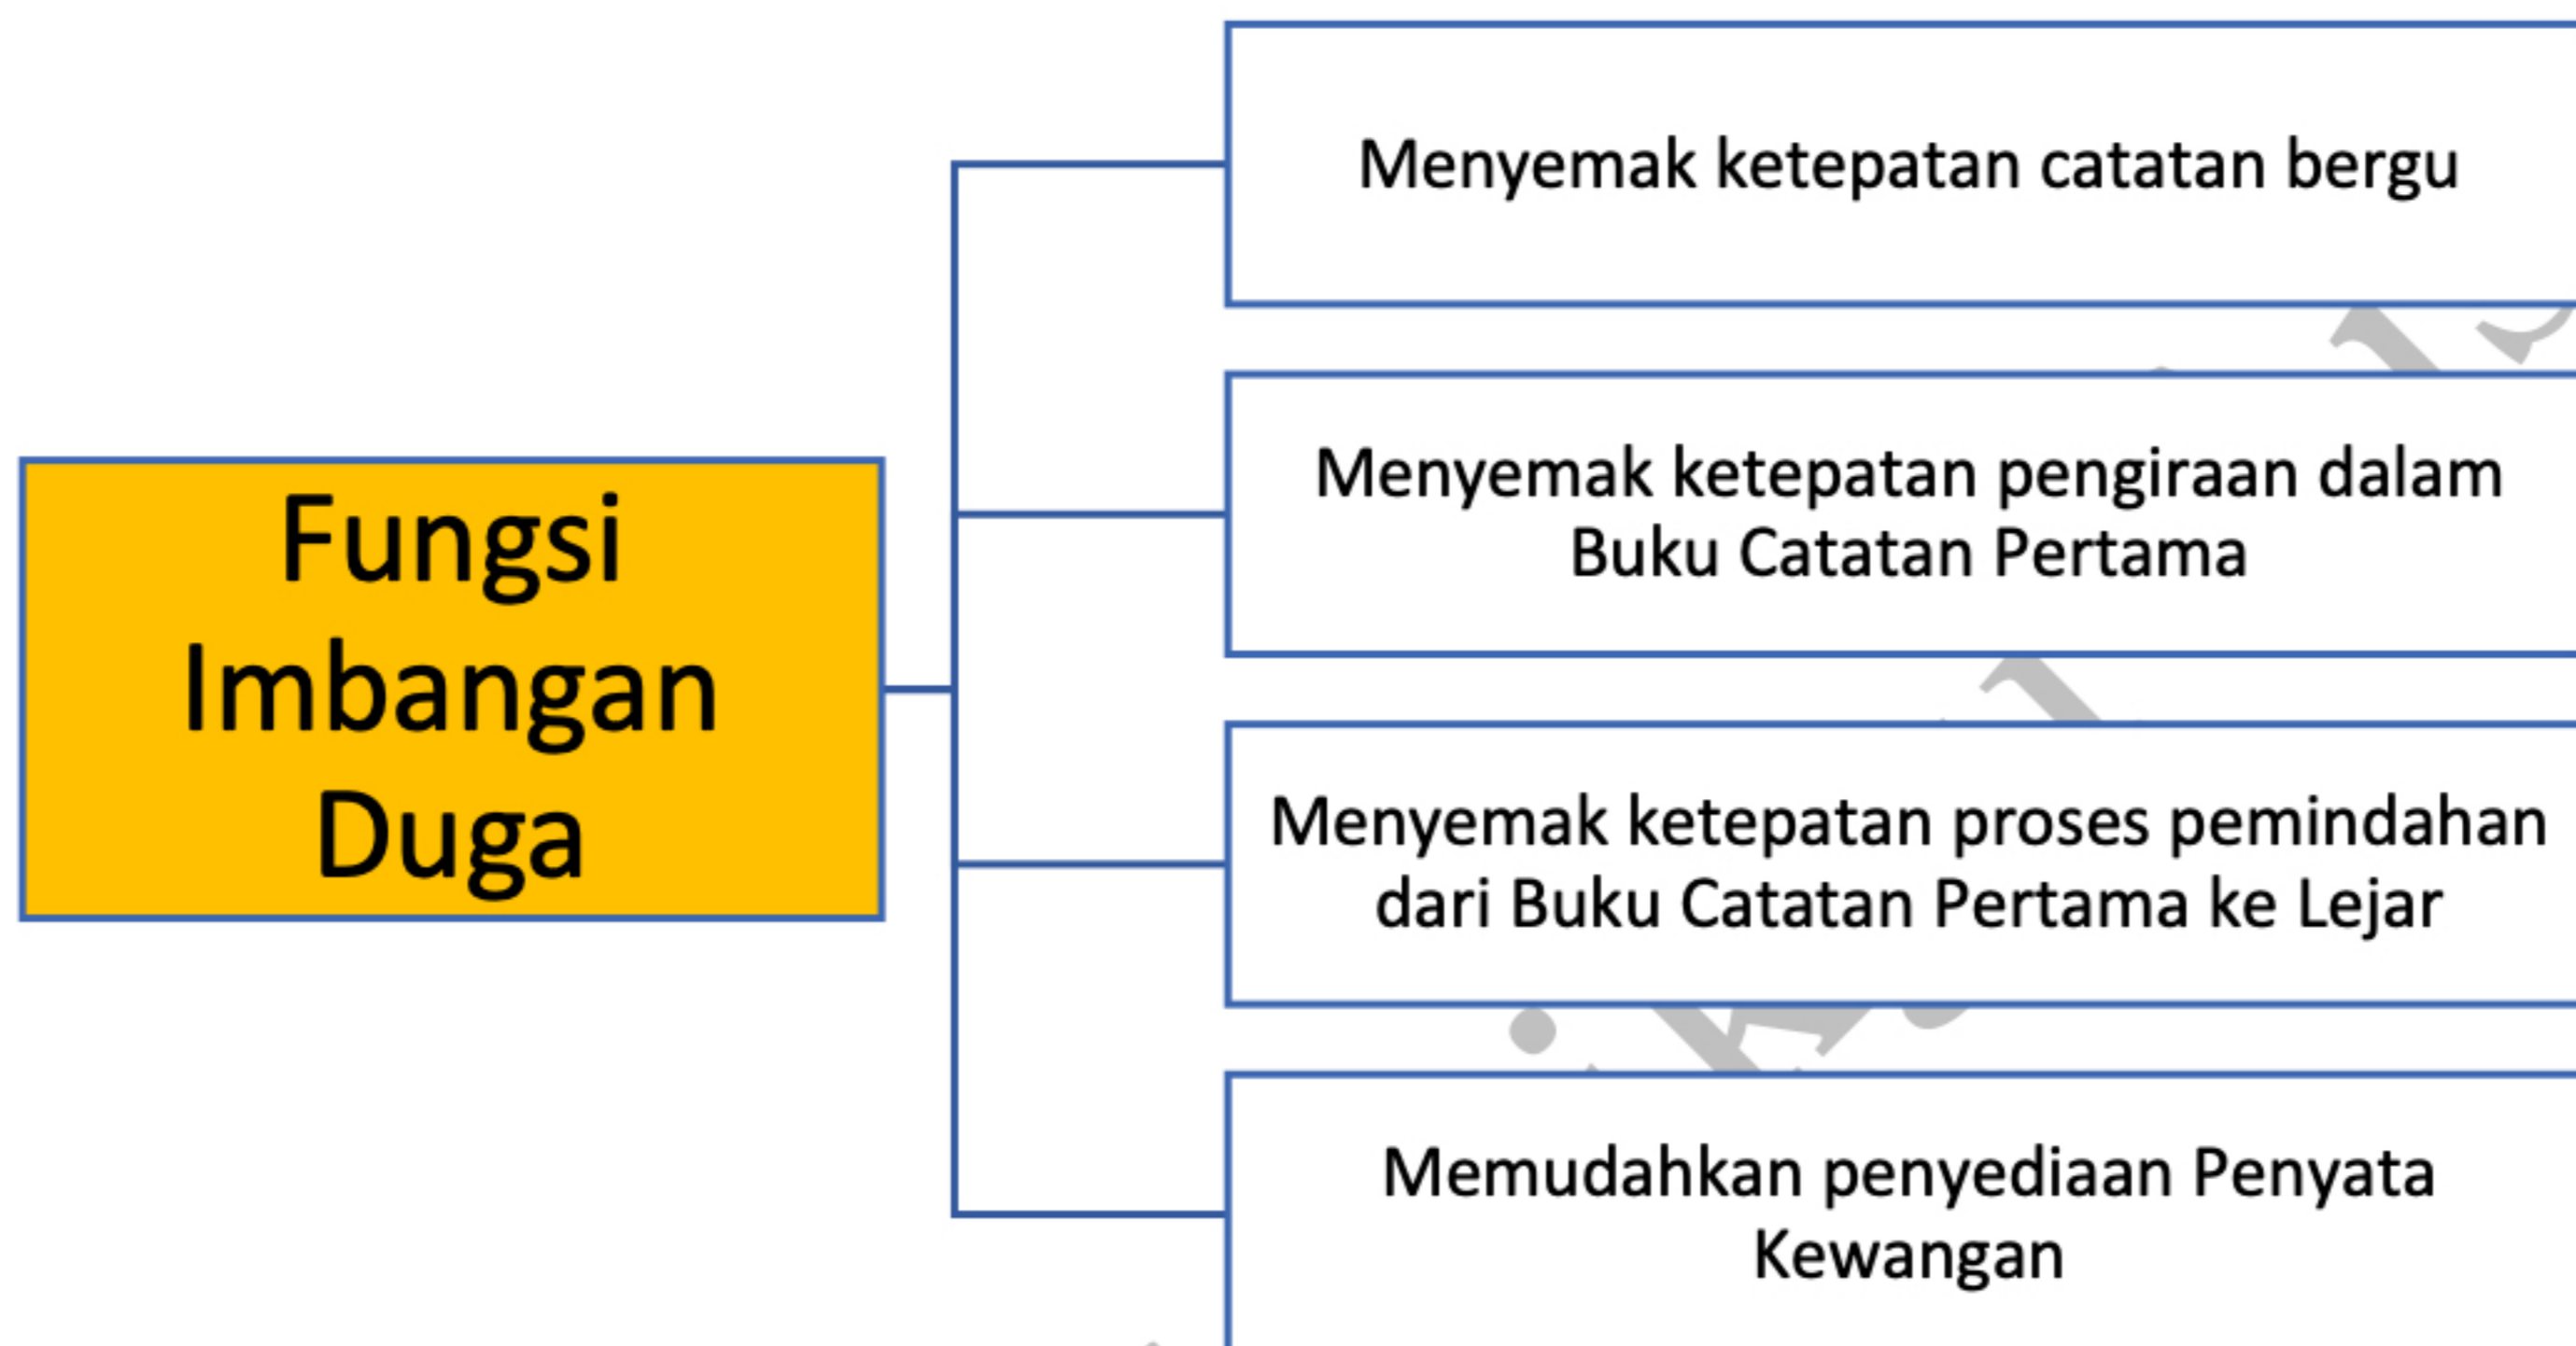 Fungsi
Imbangan
Duga
Menyemak ketepatan catatan bergu
Menyemak ketepatan pengiraan dalam
Buku Catatan Pertama
Menyemak ketepatan proses pemindahan
dari Buku Catatan Pertama ke Lejar
Memudahkan penyediaan Penyata
Kewangan